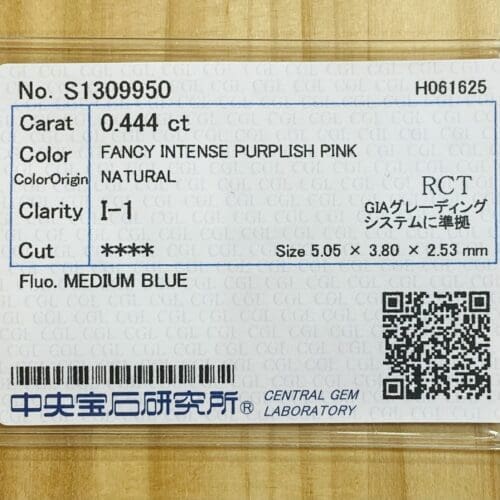 No. S1309950 H061625
Carat 0.444 ct
Color FANCY INTENSE PURPLISH PINK
ColorOrigin NATURAL
RCT
Clarity I-1
GIAグレーディング
システムに準拠
Cut ****
Size 5.05 × 3.80 × 2.53 mm
Fluo. MEDIUM BLUE
中央宝石研究所®
CENTRAL GEM
LABORATORY